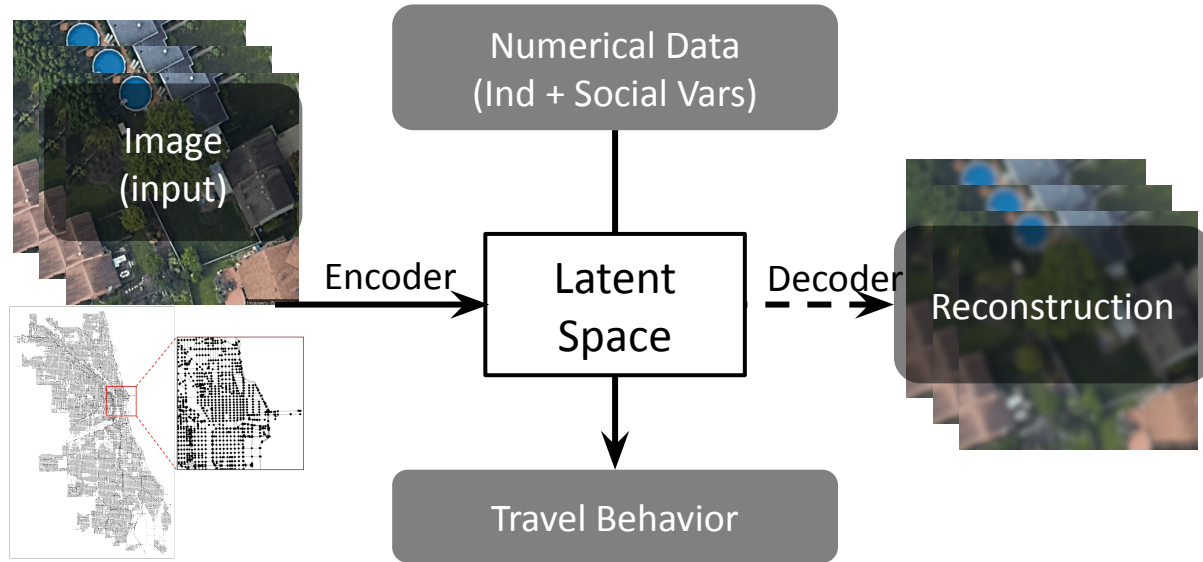 Numerical Data
(Ind + Social Vars)
Image
(input)
Encoder
Latent
Space
Decoder
Reconstruction
Travel Behavior